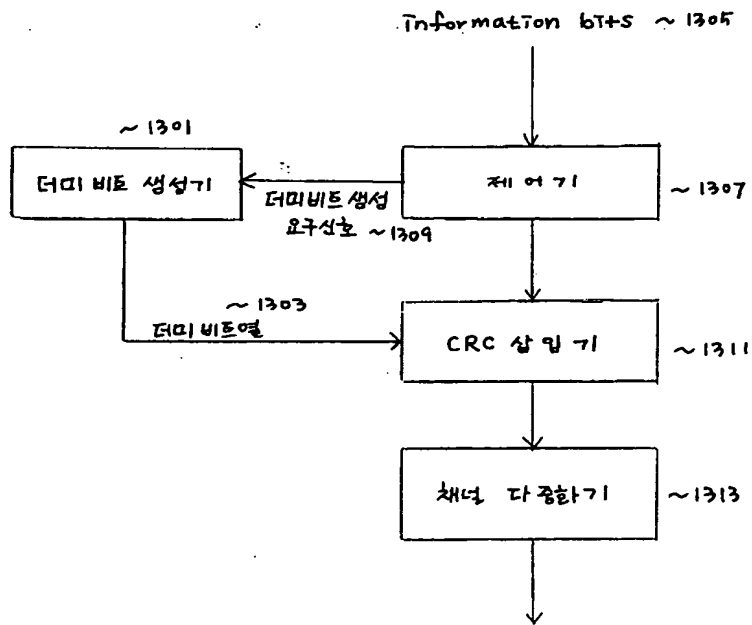 information bits ~1305
~1301
더미 비트 생성기
제어기
~1307
더미비트 생성
요구신호 ~1309
~1303
더미 비트열
CRC 삽입기
~1311
채널 다중화기
~1313